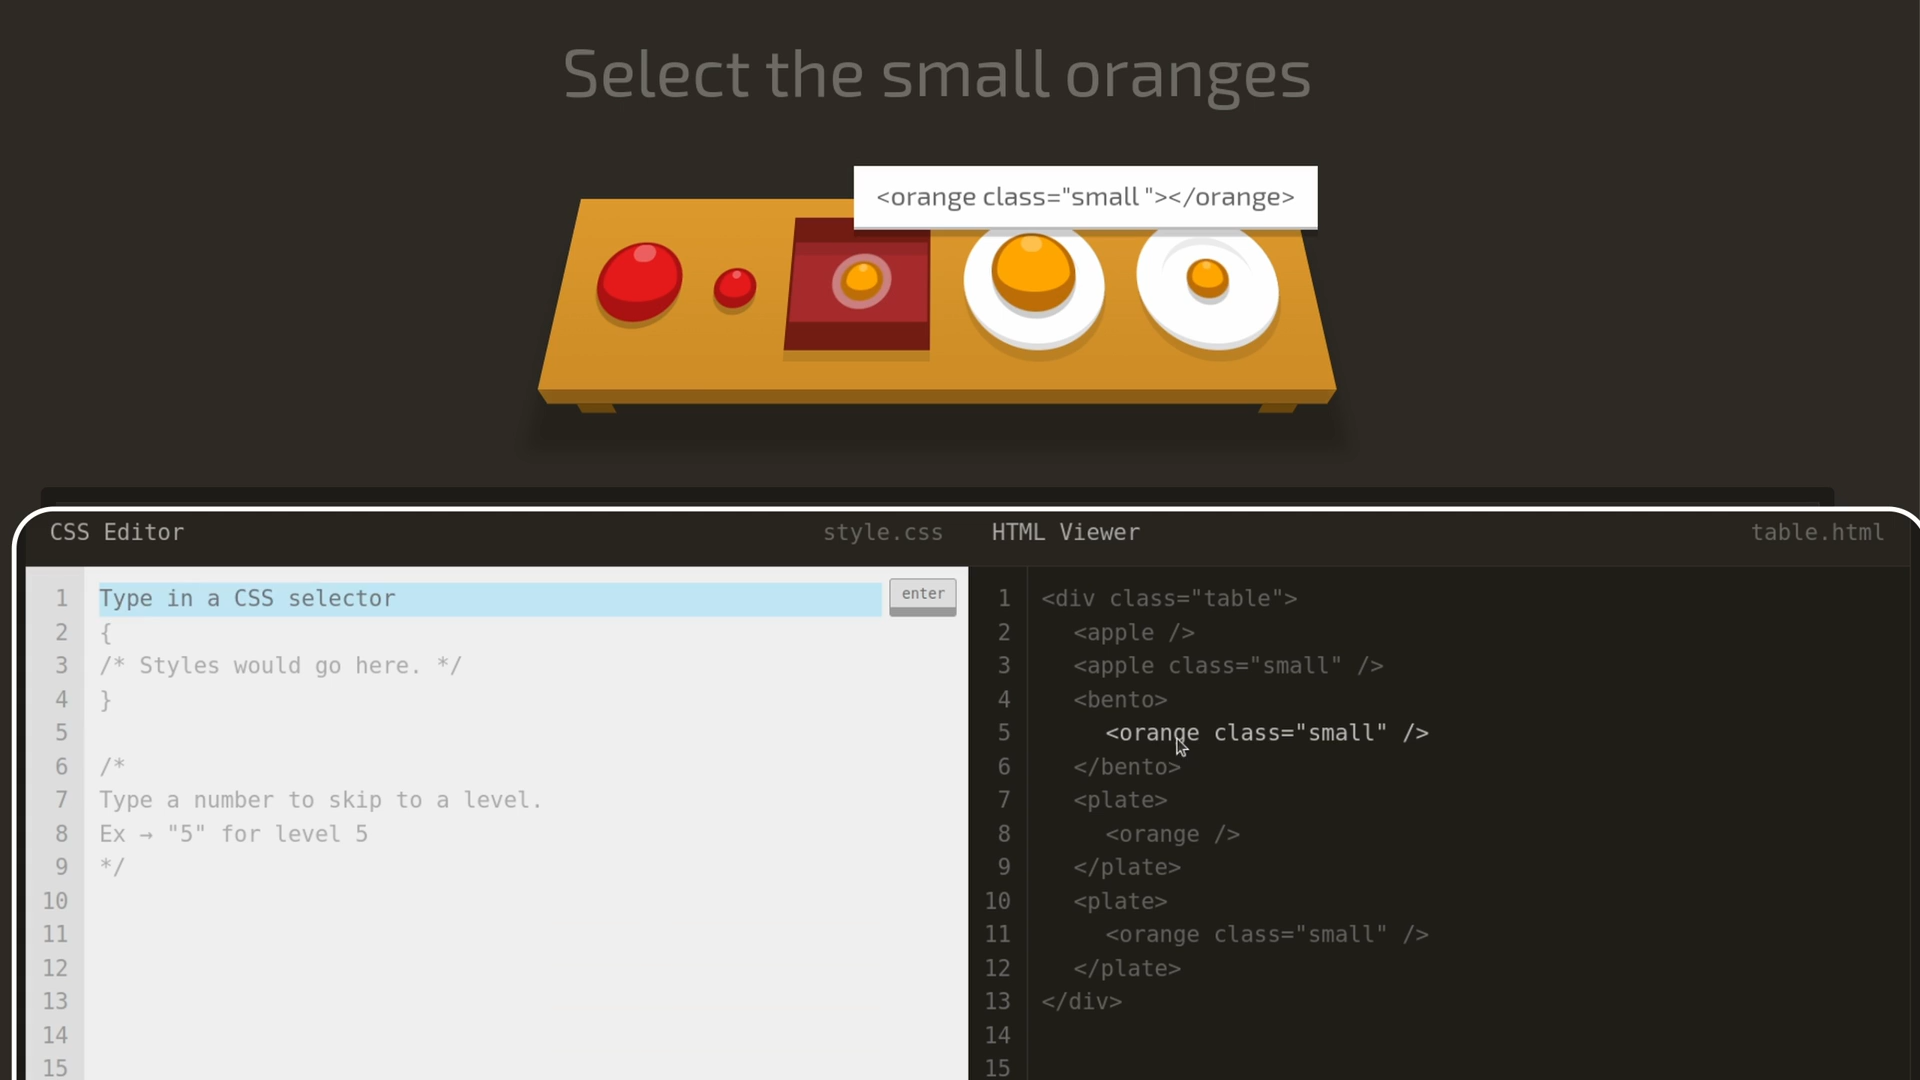 Select the small oranges
<orange class="small "></orange>
CSS Editor
style.css
1 Type in a CSS selector
enter
2 {
3 /* Styles would go here. */
4 }
5
6 /*
7 Type a number to skip to a level.
8 Ex → "5" for level 5
9 */
10
11
12
13
14
15
HTML Viewer
table.html
1 <div class="table">
2 <apple />
3 <apple class="small" />
4 <bento>
5 <orange class="small" />
6 </bento>
7 <plate>
8 <orange />
9 </plate>
10 <plate>
11 <orange class="small" />
12 </plate>
13 </div>
14
15